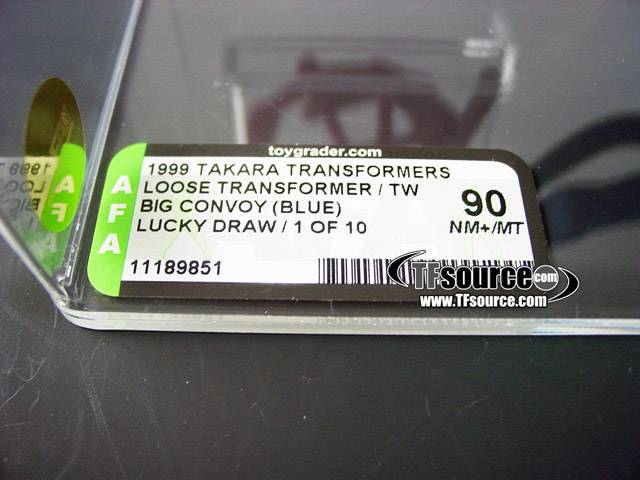 toygrader.com
AFA
1999 TAKARA TRANSFORMERS
LOOSE TRANSFORMER / TW
BIG CONVOY (BLUE)
LUCKY DRAW / 1 OF 10
90
NM+/MT
11189851
TFsource.com
www.TFsource.com